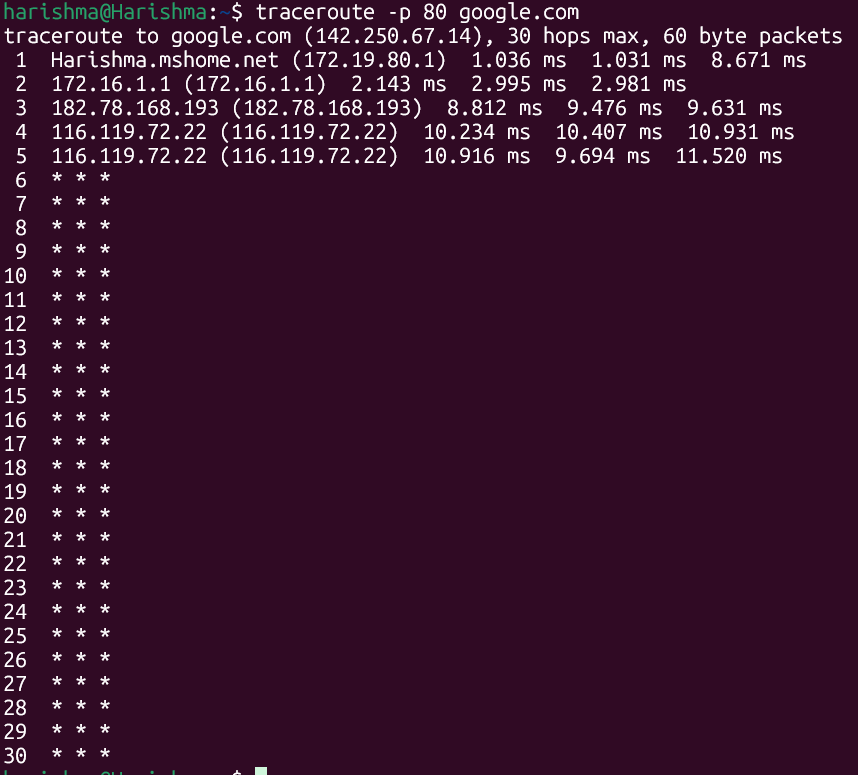 harishma@Harishma:~$ traceroute -p 80 google.com
traceroute to google.com (142.250.67.14), 30 hops max, 60 byte packets
 1  Harishma.mshome.net (172.19.80.1)  1.036 ms  1.031 ms  8.671 ms
 2  172.16.1.1 (172.16.1.1)  2.143 ms  2.995 ms  2.981 ms
 3  182.78.168.193 (182.78.168.193)  8.812 ms  9.476 ms  9.631 ms
 4  116.119.72.22 (116.119.72.22)  10.234 ms  10.407 ms  10.931 ms
 5  116.119.72.22 (116.119.72.22)  10.916 ms  9.694 ms  11.520 ms
 6  * * *
 7  * * *
 8  * * *
 9  * * *
10  * * *
11  * * *
12  * * *
13  * * *
14  * * *
15  * * *
16  * * *
17  * * *
18  * * *
19  * * *
20  * * *
21  * * *
22  * * *
23  * * *
24  * * *
25  * * *
26  * * *
27  * * *
28  * * *
29  * * *
30  * * *